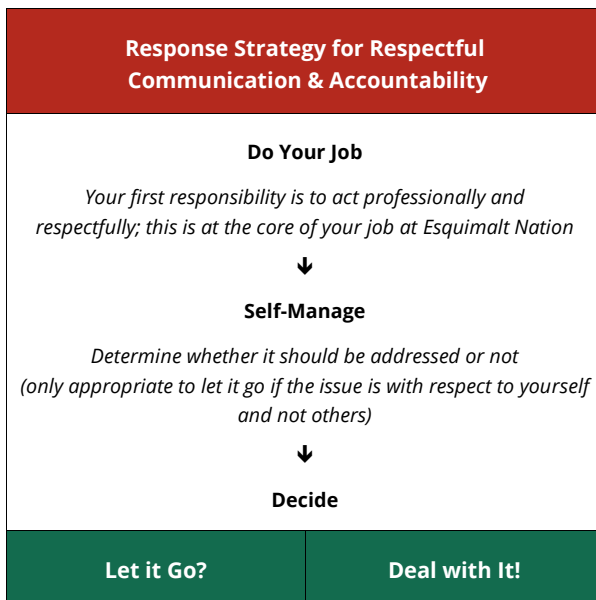 Response Strategy for Respectful
Communication & Accountability
Do Your Job
Your first responsibility is to act professionally and
respectfully; this is at the core of your job at Esquimalt Nation
↓
Self-Manage
Determine whether it should be addressed or not
(only appropriate to let it go if the issue is with respect to yourself
and not others)
↓
Decide
Let it Go?
Deal with It!